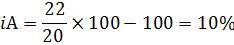 iA = 22/20 × 100 − 100 = 10%